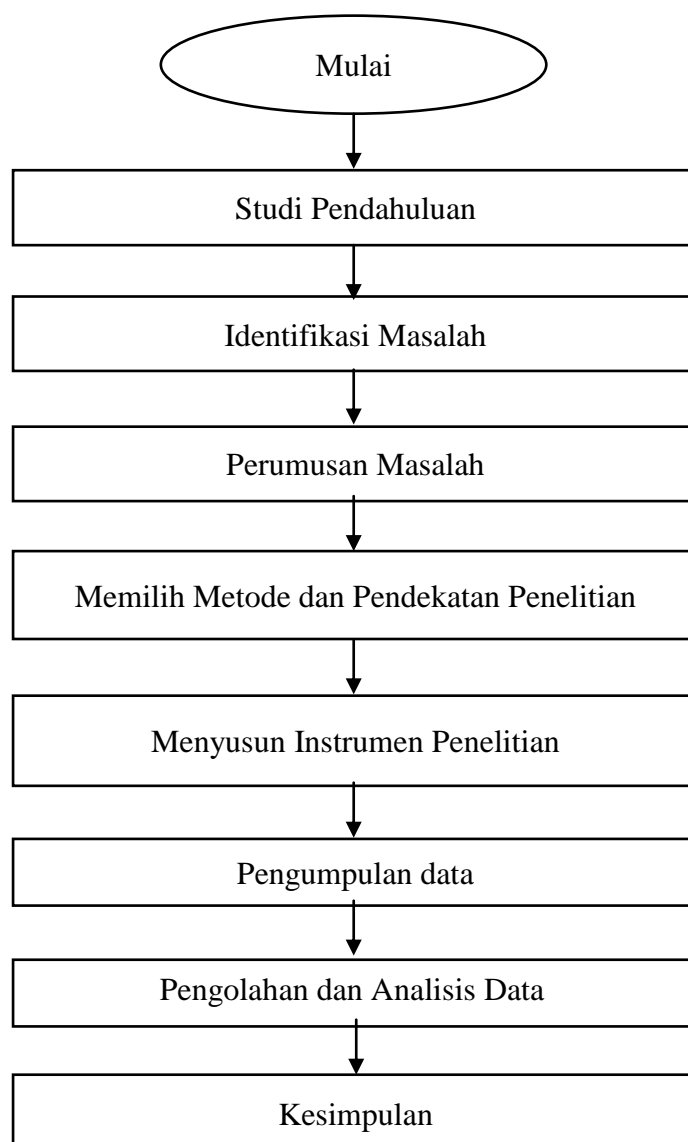 Mulai
Studi Pendahuluan
Identifikasi Masalah
Perumusan Masalah
Memilih Metode dan Pendekatan Penelitian
Menyusun Instrumen Penelitian
Pengumpulan data
Pengolahan dan Analisis Data
Kesimpulan